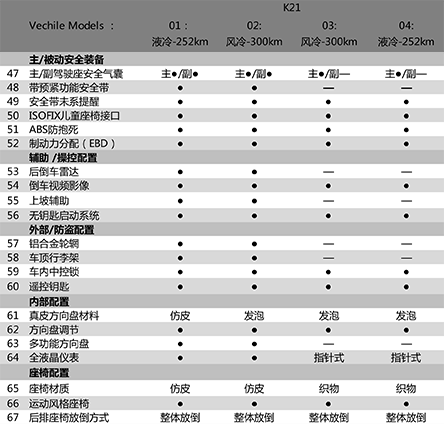 K21
Vechile Models ： 01： 02: 03: 04:
液冷-252km 风冷-300km 风冷-300km 液冷-252km
主/被动安全装备
47 主/副驾驶座安全气囊 主●/副● 主●/副● 主●/副— 主●/副—
48 带预紧功能安全带 ● ● — —
49 安全带未系提醒 ● ● ● ●
50 ISOFIX儿童座椅接口 ● ● ● ●
51 ABS防抱死 ● ● ● ●
52 制动力分配（EBD） ● ● ● ●
辅助 /操控配置
53 后倒车雷达 ● ● — —
54 倒车视频影像 ● ● ● ●
55 上坡辅助 ● ● — —
56 无钥匙启动系统 ● ● ● ●
外部/防盗配置
57 铝合金轮辋 ● ● — —
58 车顶行李架 ● ● — —
59 车内中控锁 ● ● ● ●
60 遥控钥匙 ● ● ● ●
内部配置
61 真皮方向盘材料 仿皮 发泡 发泡 发泡
62 方向盘调节 ● ● ● ●
63 多功能方向盘 ● ● — —
64 全液晶仪表 ● ● 指针式 指针式
座椅配置
65 座椅材质 仿皮 仿皮 织物 织物
66 运动风格座椅 ● ● ● ●
67 后排座椅放倒方式 整体放倒 整体放倒 整体放倒 整体放倒